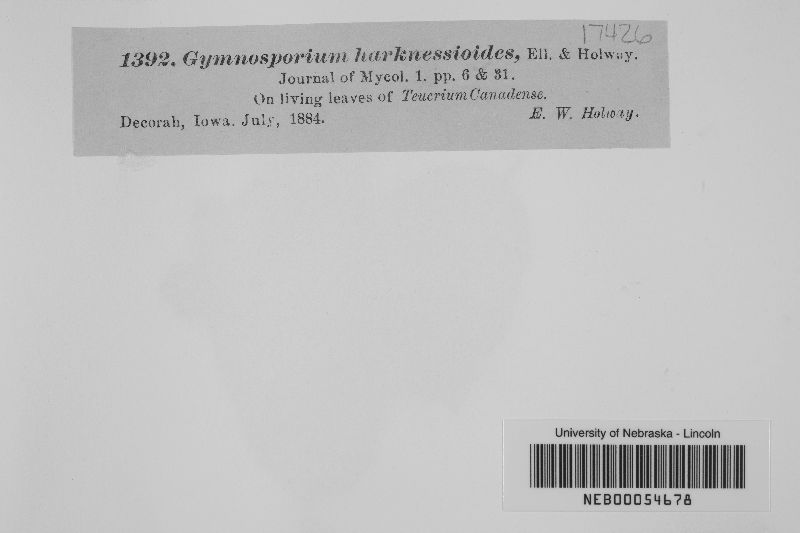 17426
1392. Gymnosporium harknessioides, Ell. & Holway.
Journal of Mycol. 1. pp. 6 & 31.
On living leaves of Teucrium Canadense.
Decorah, Iowa. July, 1884. E. W. Holway.
University of Nebraska - Lincoln
NEB00054678